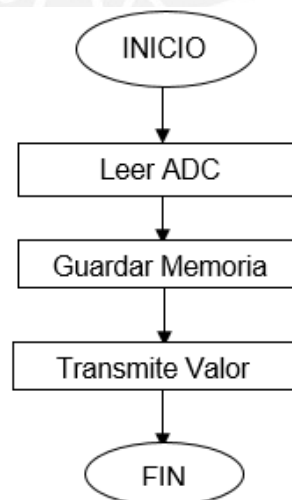 INICIO
Leer ADC
Guardar Memoria
Transmite Valor
FIN